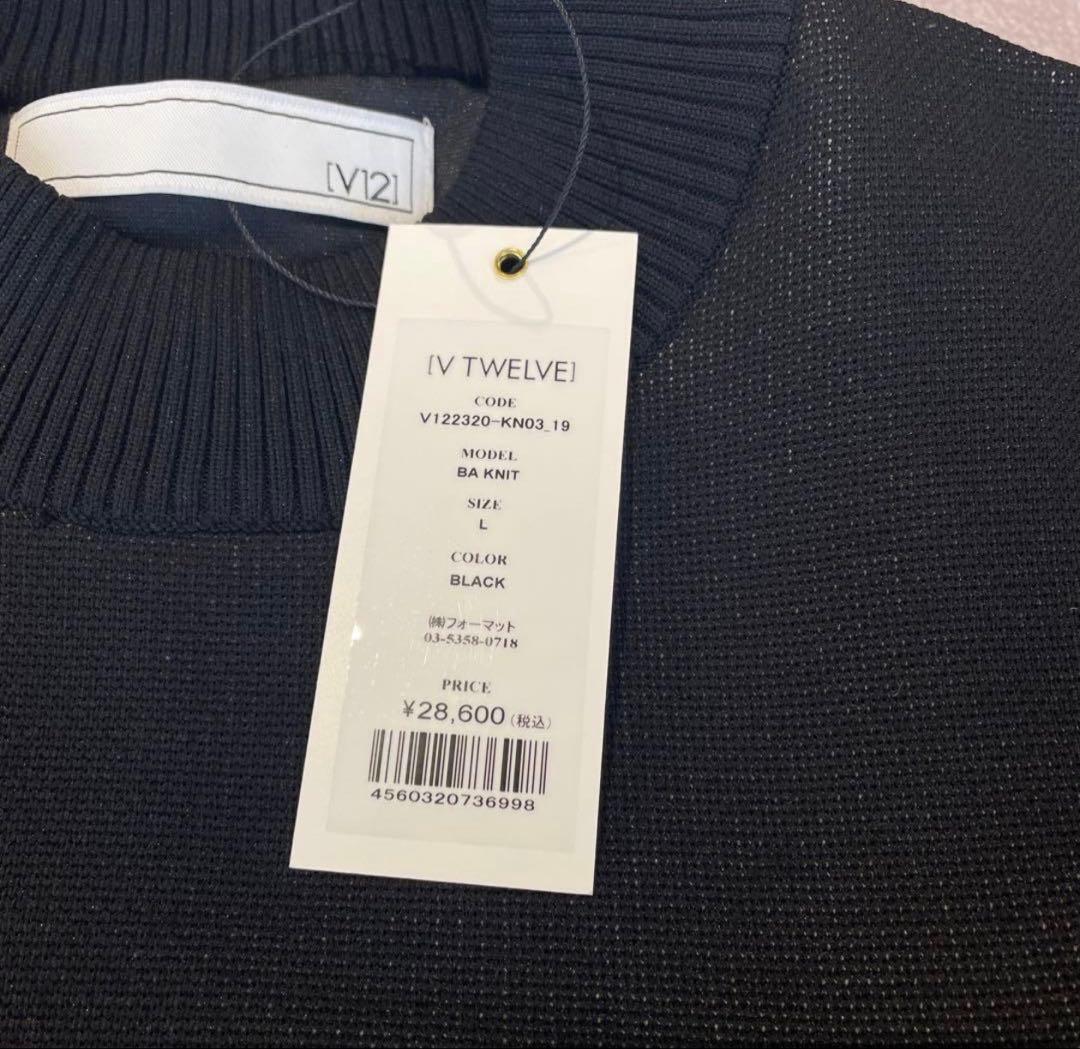 [V12]
[V TWELVE]
CODE
V122320-KN03_19
MODEL
BA KNIT
SIZE
L
COLOR
BLACK
㈱フォーマット
03-5358-0718
PRICE
¥28,600(税込)
4560320736998